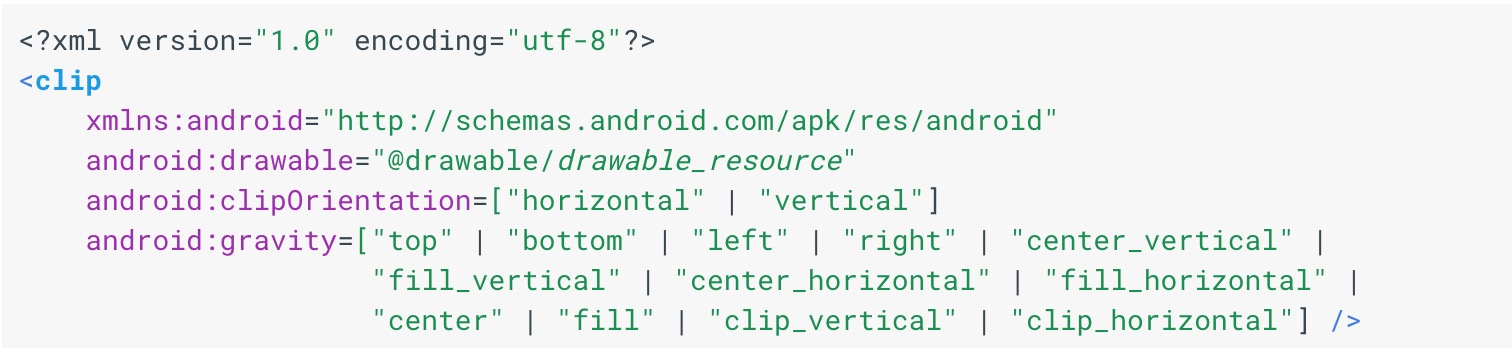 <?xml version="1.0" encoding="utf-8"?>
<clip
    xmlns:android="http://schemas.android.com/apk/res/android"
    android:drawable="@drawable/drawable_resource"
    android:clipOrientation=["horizontal" | "vertical"]
    android:gravity=["top" | "bottom" | "left" | "right" | "center_vertical" |
                     "fill_vertical" | "center_horizontal" | "fill_horizontal" |
                     "center" | "fill" | "clip_vertical" | "clip_horizontal"] />